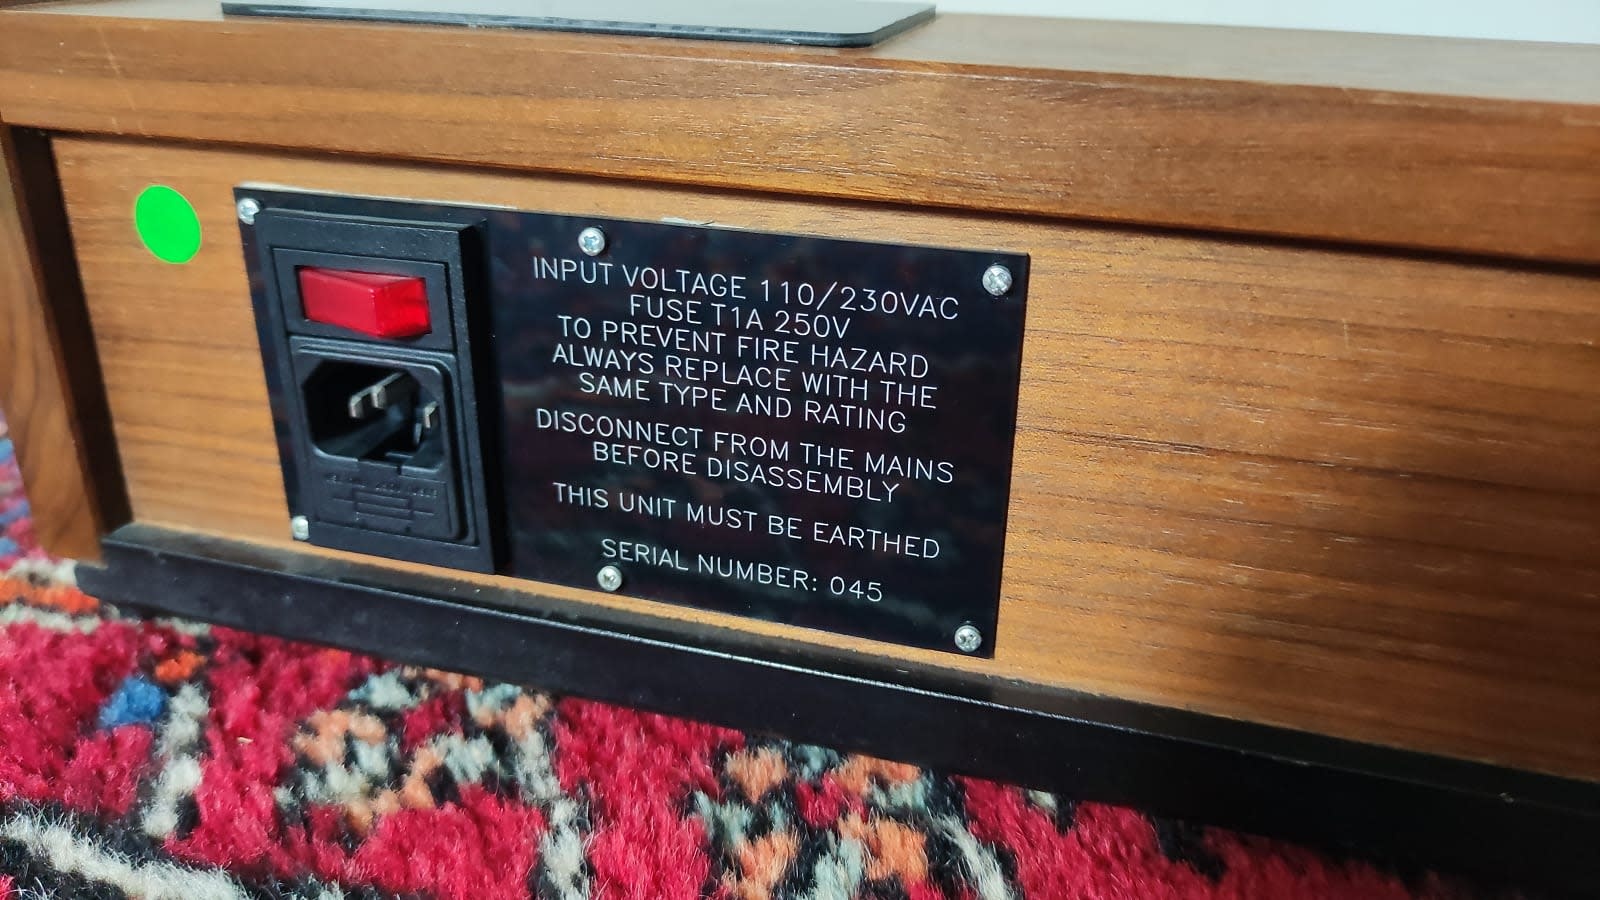 INPUT VOLTAGE 110/230VAC
FUSE T1A 250V
TO PREVENT FIRE HAZARD
ALWAYS REPLACE WITH THE
SAME TYPE AND RATING
DISCONNECT FROM THE MAINS
BEFORE DISASSEMBLY
THIS UNIT MUST BE EARTHED
SERIAL NUMBER: 045